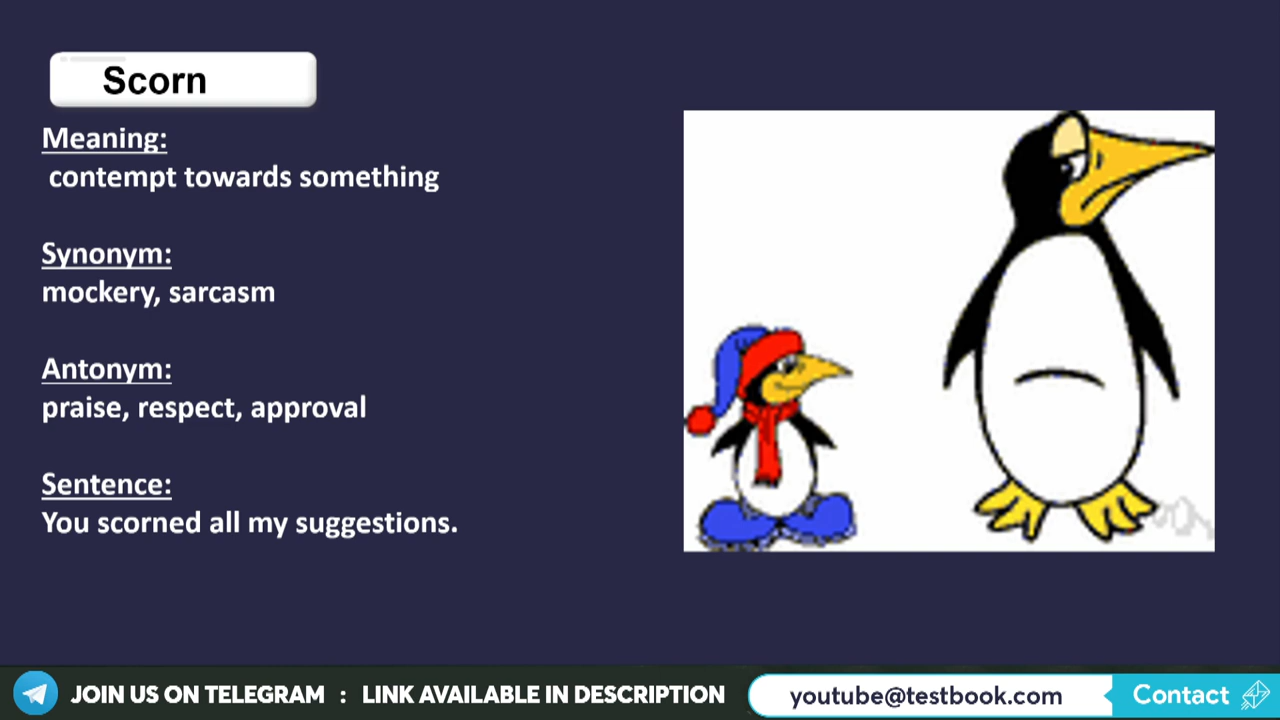 Scorn
Meaning:
contempt towards something
Synonym:
mockery, sarcasm
Antonym:
praise, respect, approval
Sentence:
You scorned all my suggestions.
JOIN US ON TELEGRAM : LINK AVAILABLE IN DESCRIPTION
youtube@testbook.com
Contact